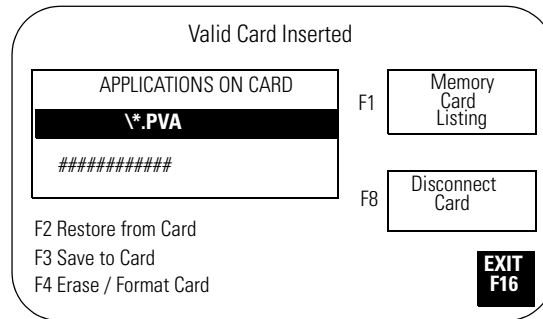 Valid Card Inserted
APPLICATIONS ON CARD
\*.PVA
############
F1
Memory
Card
Listing
F8
Disconnect
Card
F2 Restore from Card
F3 Save to Card
F4 Erase / Format Card
EXIT
F16